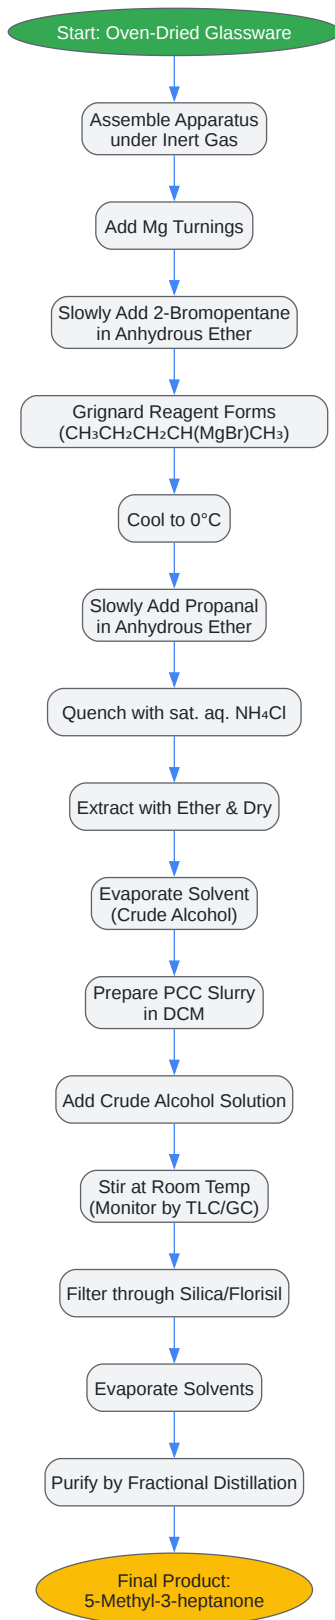 Start: Oven-Dried Glassware
Assemble Apparatus
under Inert Gas
Add Mg Turnings
Slowly Add 2-Bromopentane
in Anhydrous Ether
Grignard Reagent Forms
(CH₃CH₂CH₂CH(MgBr)CH₃)
Cool to 0°C
Slowly Add Propanal
in Anhydrous Ether
Quench with sat. aq. NH₄Cl
Extract with Ether & Dry
Evaporate Solvent
(Crude Alcohol)
Prepare PCC Slurry
in DCM
Add Crude Alcohol Solution
Stir at Room Temp
(Monitor by TLC/GC)
Filter through Silica/Florisil
Evaporate Solvents
Purify by Fractional Distillation
Final Product:
5-Methyl-3-heptanone